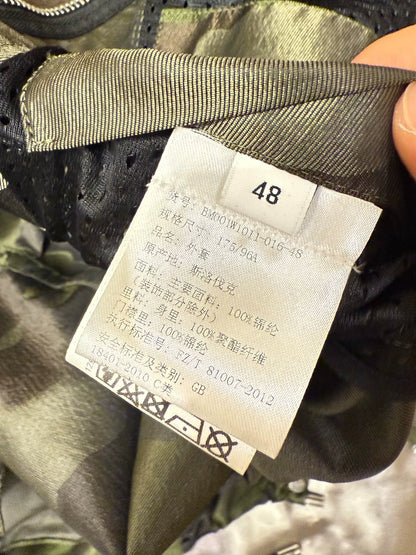 48
货号: BM001W1011-016-48
规格尺寸: 175/96A
品名: 外套
原产地: 斯洛伐克
面料: 主要面料: 100%锦纶
(装饰部分除外)
里料: 身里: 100%聚酯纤维
门襟里: 100%锦纶
执行标准号: FZ/T 81007-2012
安全标准及类别: GB
18401-2010 C类